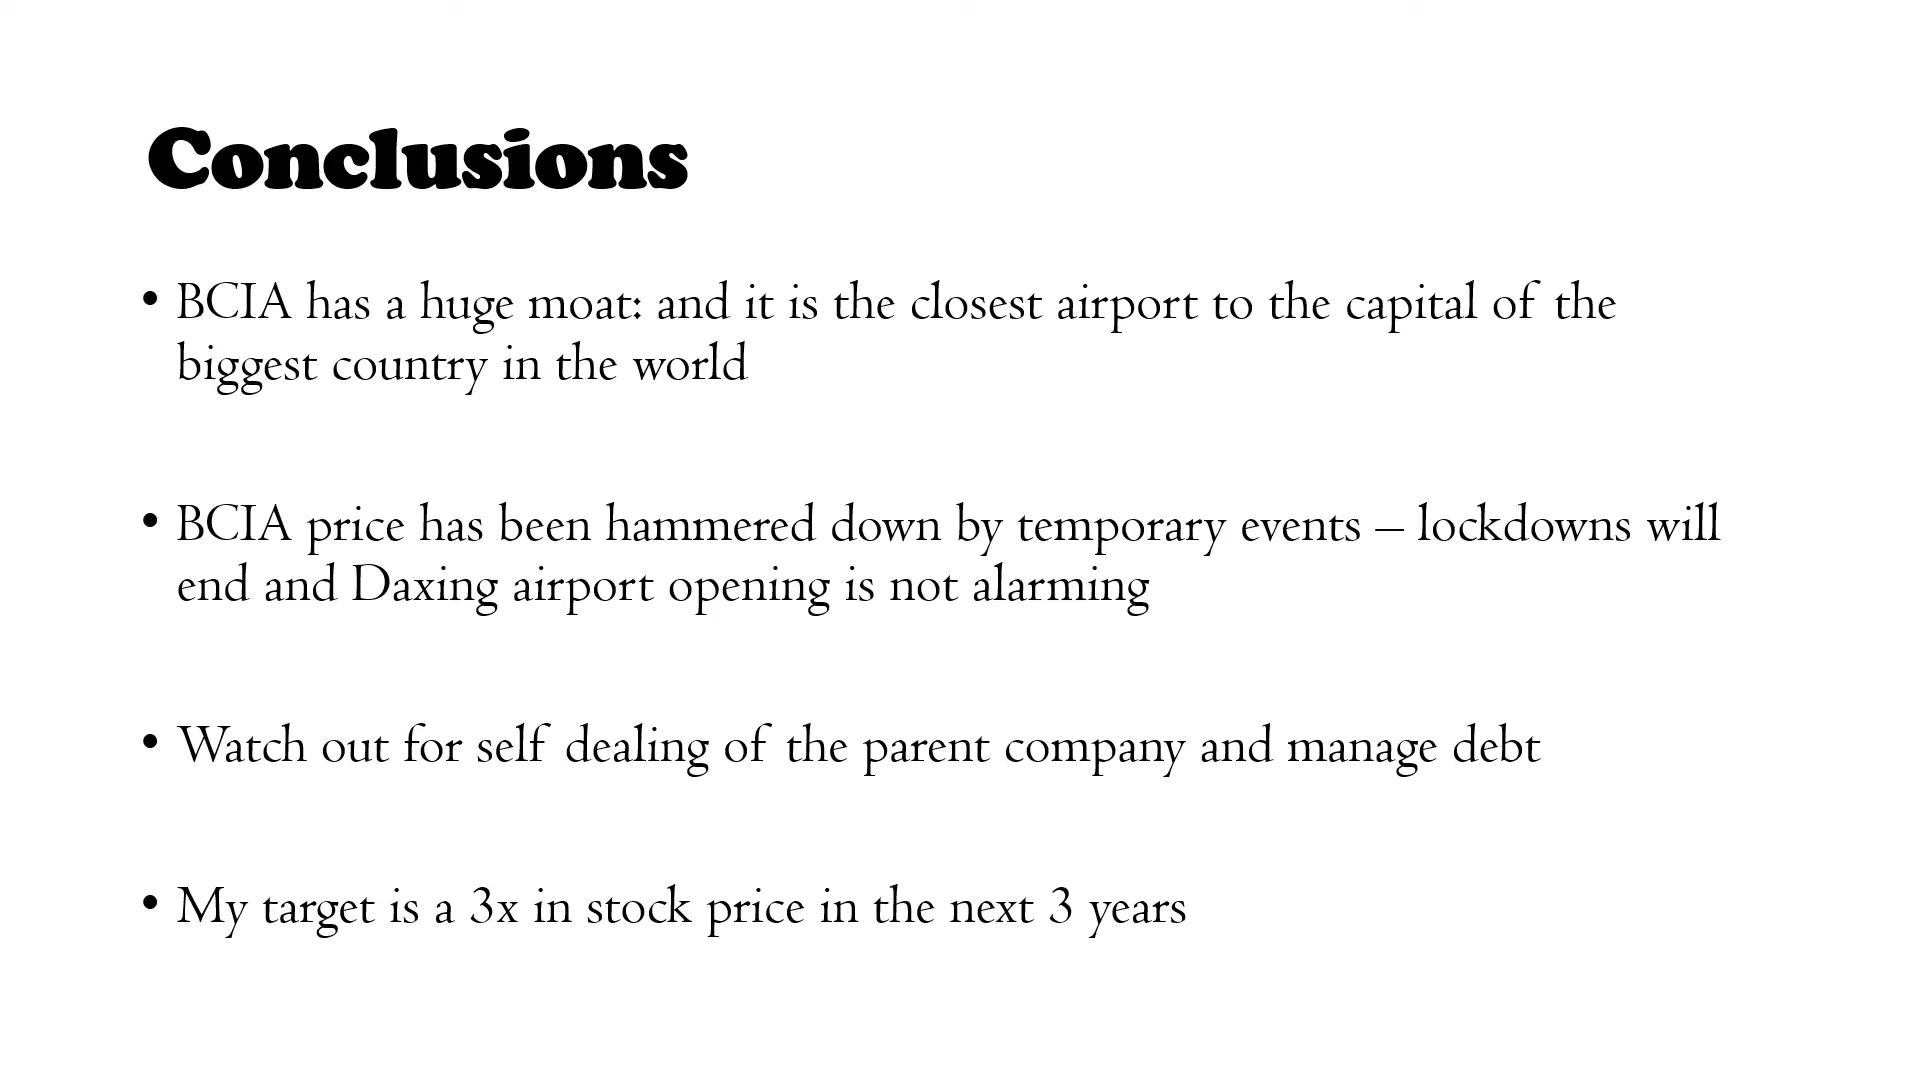 Conclusions
• BCIA has a huge moat: and it is the closest airport to the capital of the
biggest country in the world
• BCIA price has been hammered down by temporary events – lockdowns will
end and Daxing airport opening is not alarming
• Watch out for self dealing of the parent company and manage debt
• My target is a 3x in stock price in the next 3 years